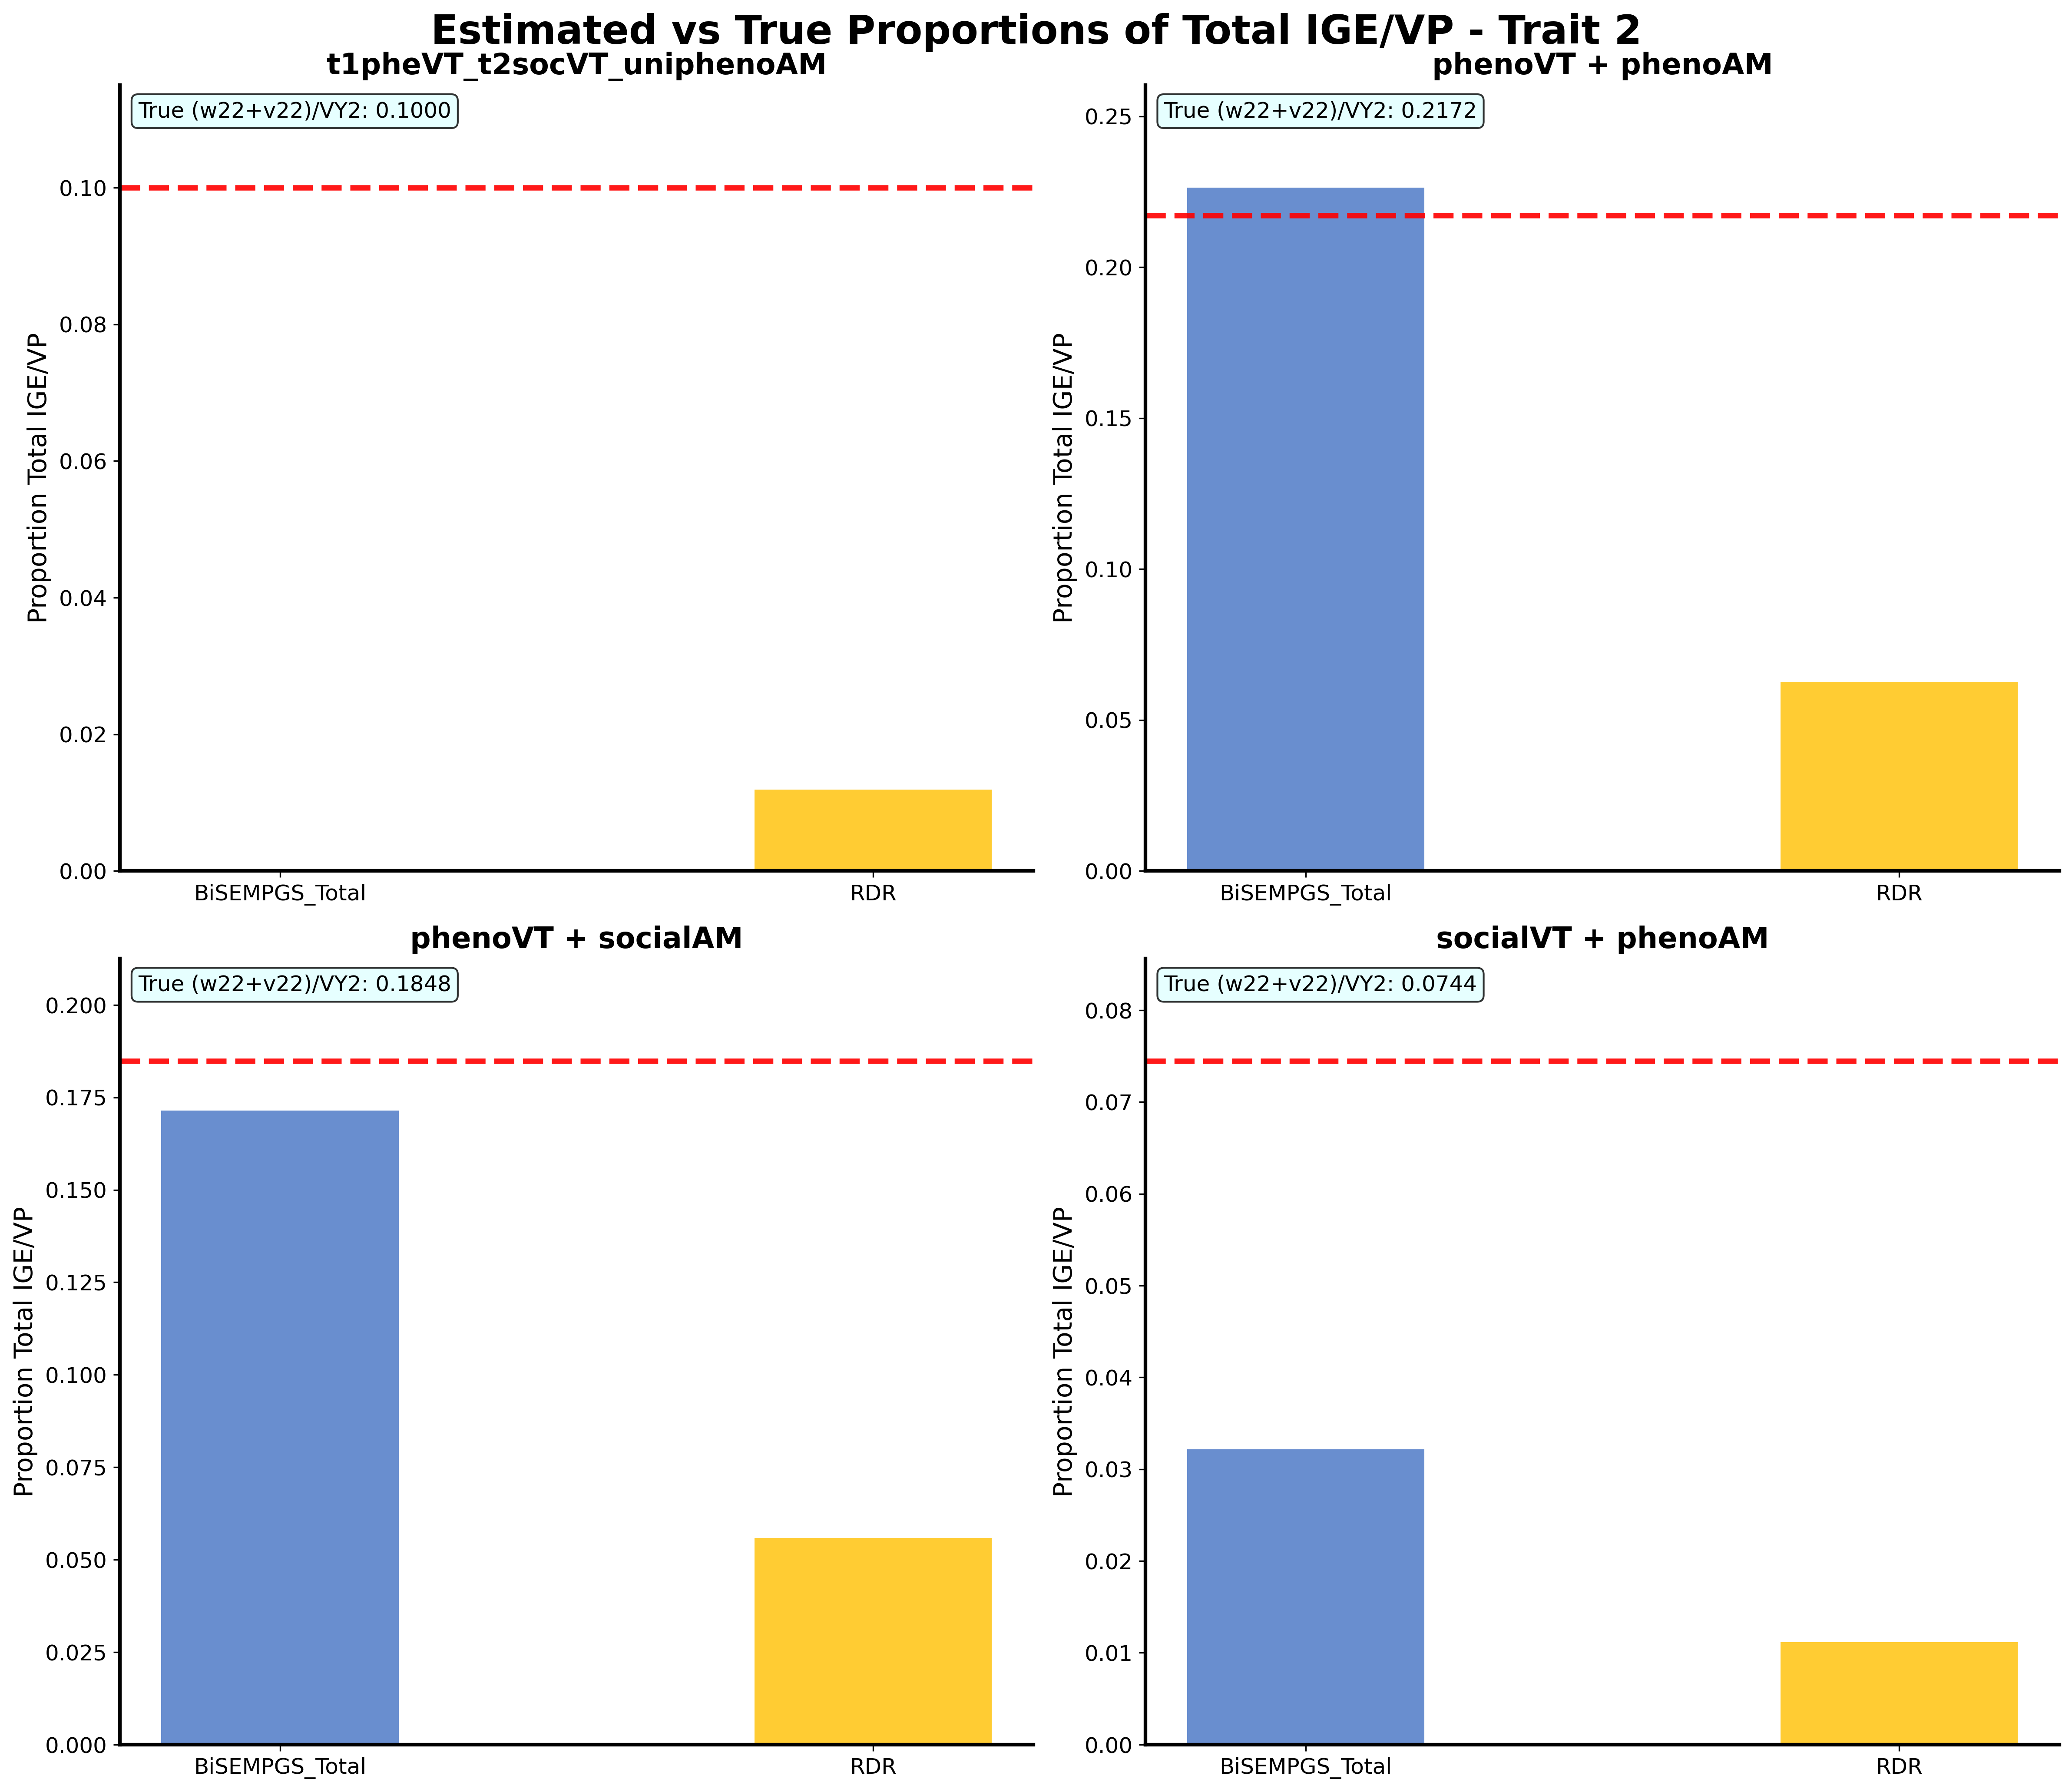 Estimated vs True Proportions of Total IGE/VP - Trait 2
t1pheVT_t2socVT_uniphenoAM
True (w22+v22)/VY2: 0.1000
Proportion Total IGE/VP
0.10
0.08
0.06
0.04
0.02
0.00
BiSEMPGS_Total
RDR
phenoVT + phenoAM
True (w22+v22)/VY2: 0.2172
Proportion Total IGE/VP
0.25
0.20
0.15
0.10
0.05
0.00
BiSEMPGS_Total
RDR
phenoVT + socialAM
True (w22+v22)/VY2: 0.1848
Proportion Total IGE/VP
0.200
0.175
0.150
0.125
0.100
0.075
0.050
0.025
0.000
BiSEMPGS_Total
RDR
socialVT + phenoAM
True (w22+v22)/VY2: 0.0744
Proportion Total IGE/VP
0.08
0.07
0.06
0.05
0.04
0.03
0.02
0.01
0.00
BiSEMPGS_Total
RDR